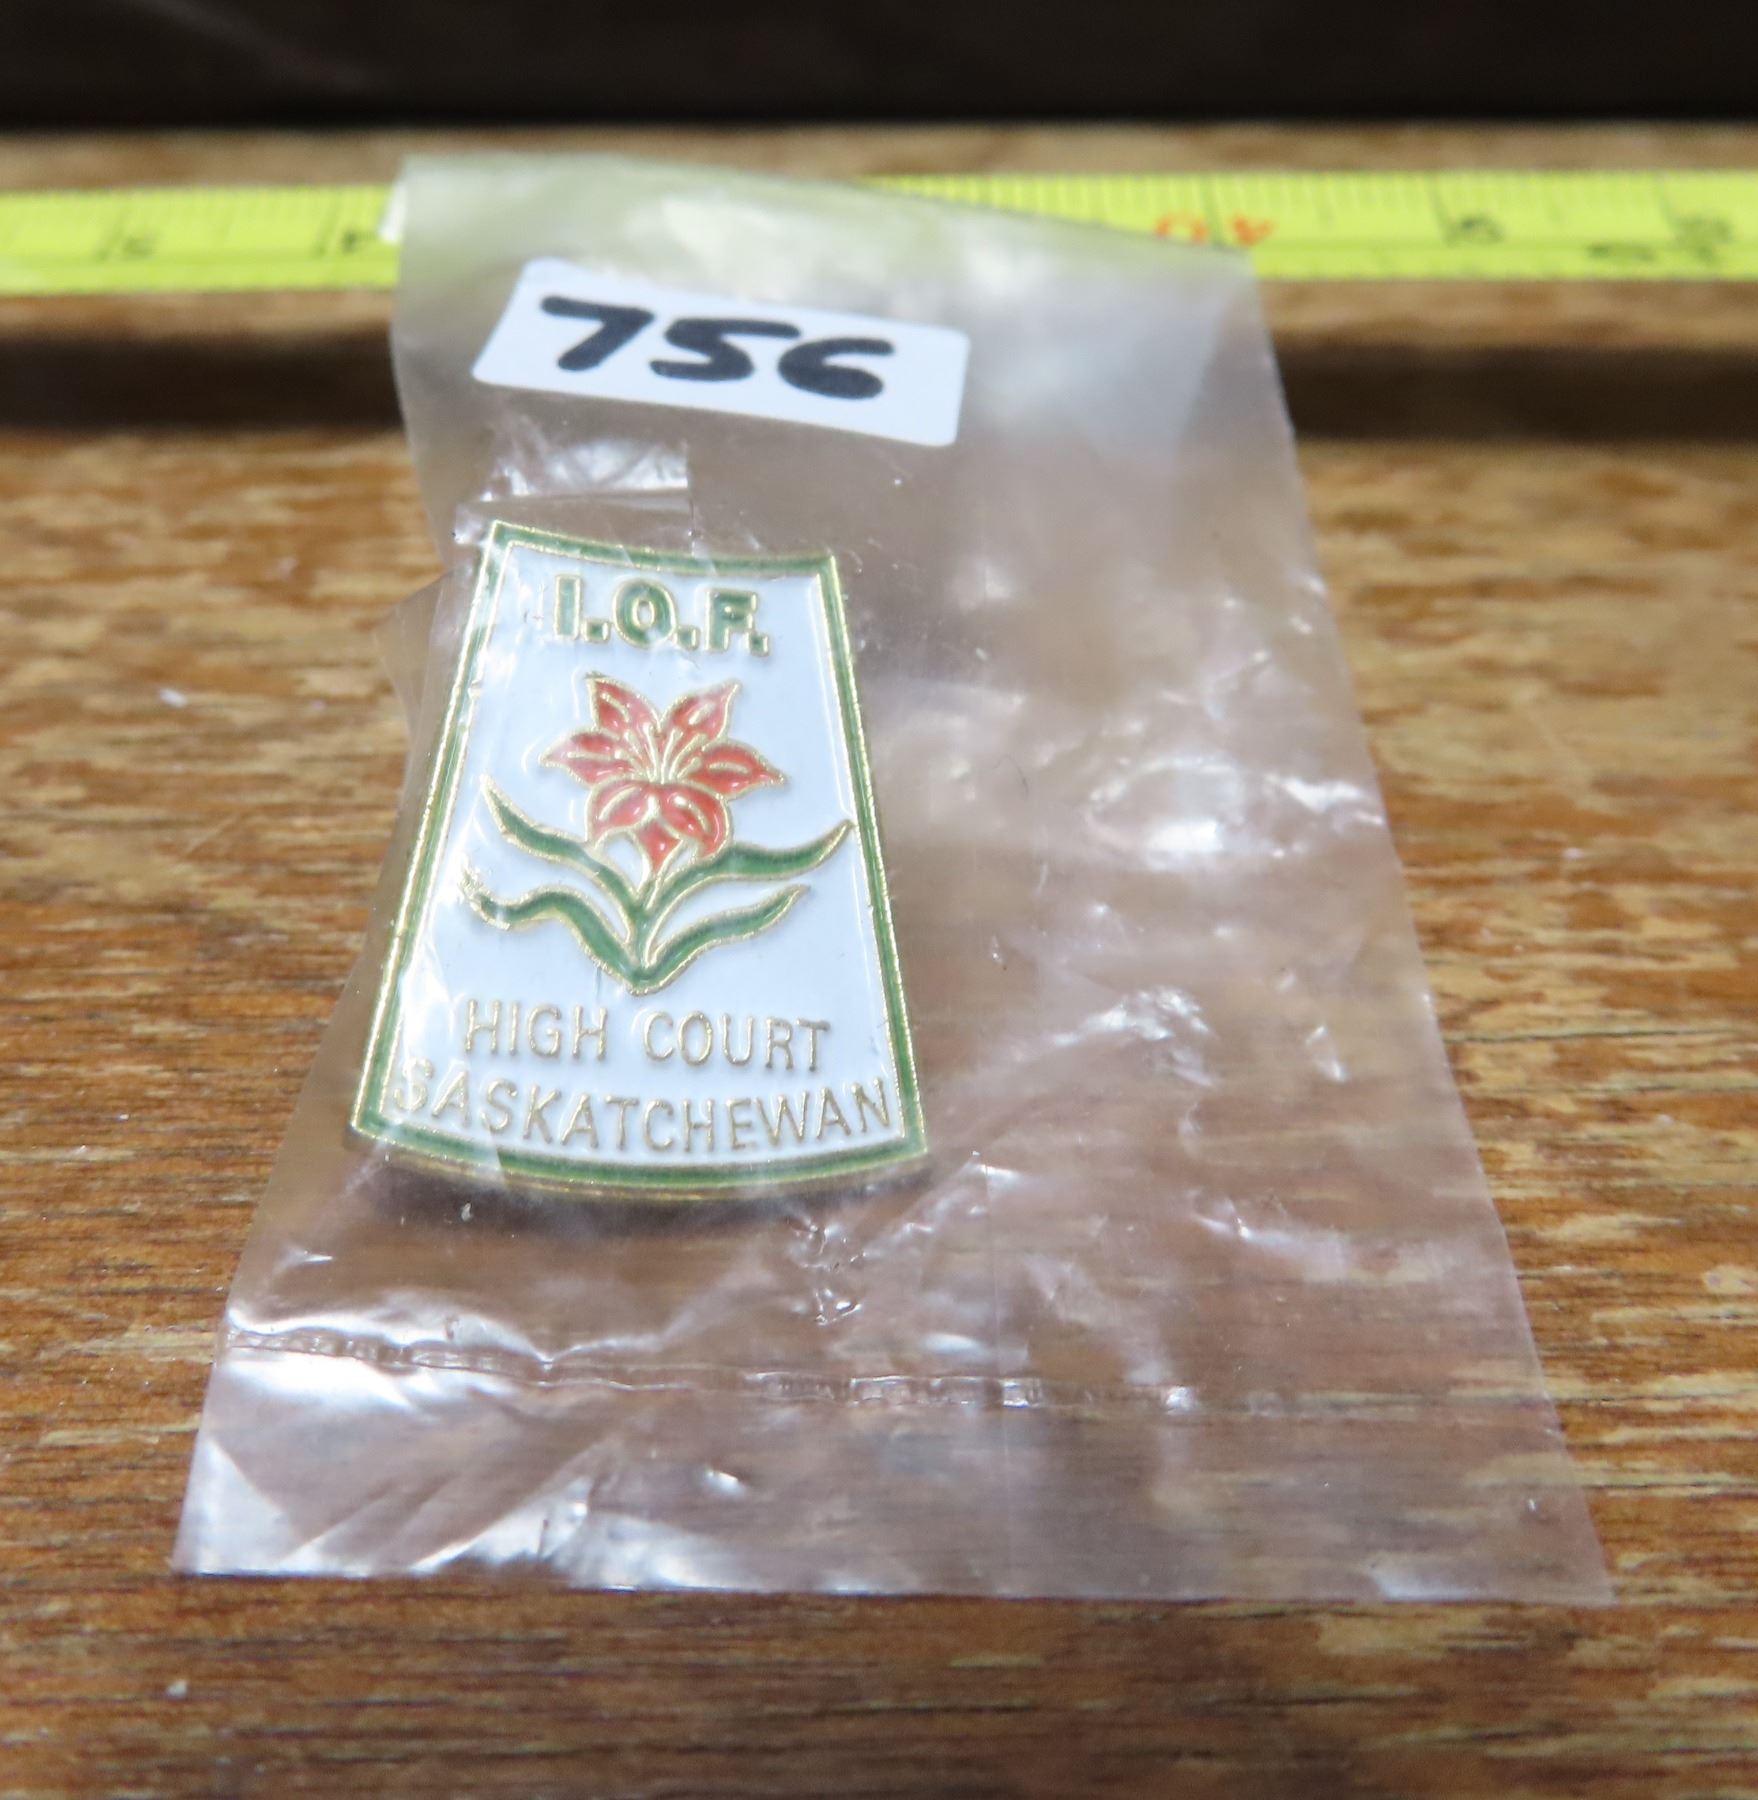 756
I.O.F.
HIGH COURT
SASKATCHEWAN